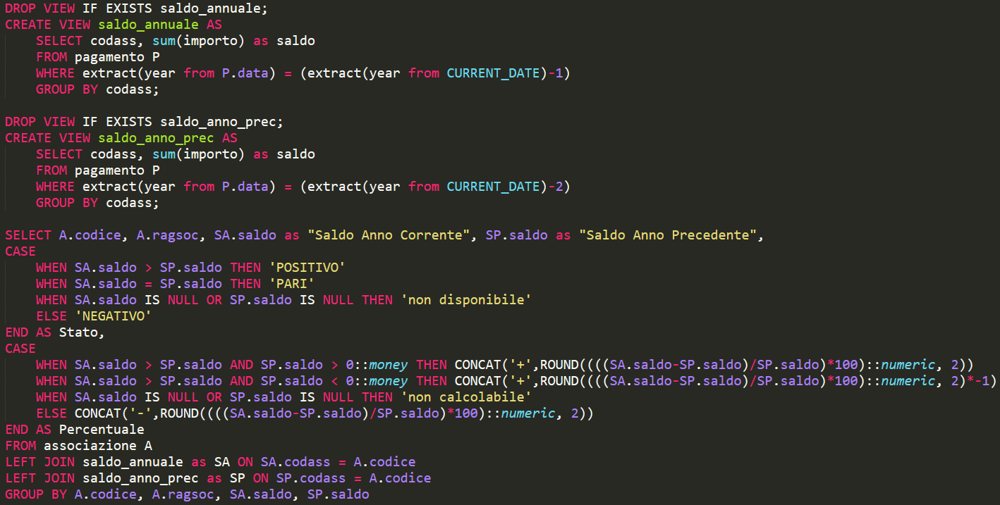 DROP VIEW IF EXISTS saldo_annuale;
CREATE VIEW saldo_annuale AS
    SELECT codass, sum(importo) as saldo
    FROM pagamento P
    WHERE extract(year from P.data) = (extract(year from CURRENT_DATE)-1)
    GROUP BY codass;

DROP VIEW IF EXISTS saldo_anno_prec;
CREATE VIEW saldo_anno_prec AS
    SELECT codass, sum(importo) as saldo
    FROM pagamento P
    WHERE extract(year from P.data) = (extract(year from CURRENT_DATE)-2)
    GROUP BY codass;

SELECT A.codice, A.ragsoc, SA.saldo as "Saldo Anno Corrente", SP.saldo as "Saldo Anno Precedente",
CASE
    WHEN SA.saldo > SP.saldo THEN 'POSITIVO'
    WHEN SA.saldo = SP.saldo THEN 'PARI'
    WHEN SA.saldo IS NULL OR SP.saldo IS NULL THEN 'non disponibile'
    ELSE 'NEGATIVO'
END AS Stato,
CASE
    WHEN SA.saldo > SP.saldo AND SP.saldo > 0::money THEN CONCAT('+',ROUND((((SA.saldo-SP.saldo)/SP.saldo)*100)::numeric, 2))
    WHEN SA.saldo > SP.saldo AND SP.saldo < 0::money THEN CONCAT('+',ROUND((((SA.saldo-SP.saldo)/SP.saldo)*100)::numeric, 2)*-1)
    WHEN SA.saldo IS NULL OR SP.saldo IS NULL THEN 'non calcolabile'
    ELSE CONCAT('-',ROUND((((SA.saldo-SP.saldo)/SP.saldo)*100)::numeric, 2))
END AS Percentuale
FROM associazione A
LEFT JOIN saldo_annuale as SA ON SA.codass = A.codice
LEFT JOIN saldo_anno_prec as SP ON SP.codass = A.codice
GROUP BY A.codice, A.ragsoc, SA.saldo, SP.saldo